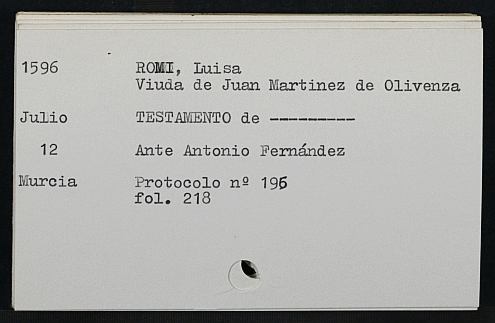 1596 ROMI, Luisa
Viuda de Juan Martinez de Olivenza
Julio TESTAMENTO de ---------
12 Ante Antonio Fernández
Murcia Protocolo nº 195
fol. 218